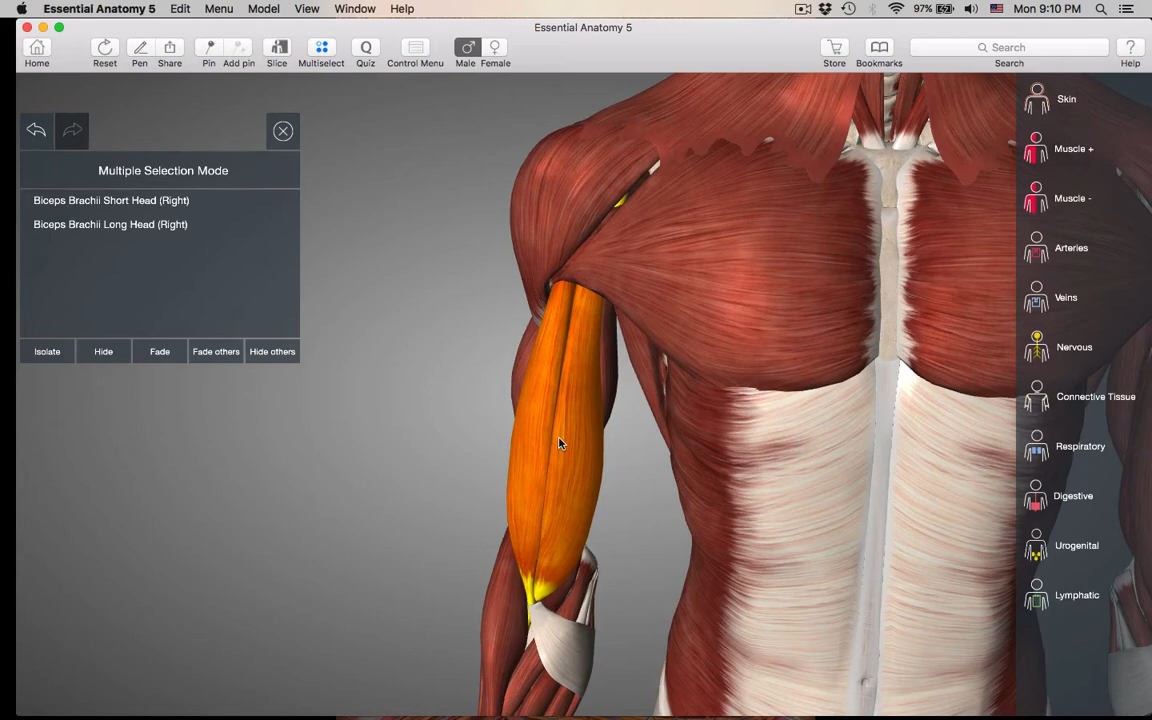 Essential Anatomy 5 Edit Menu Model View Window Help 97% Mon 9:10 PM
Essential Anatomy 5
Home Reset Pen Share Pin Add pin Slice Multiselect Q Quiz Control Menu Male Female Store Bookmarks Search ? Help
Search
Multiple Selection Mode
Biceps Brachii Short Head (Right)
Biceps Brachii Long Head (Right)
Isolate Hide Fade Fade others Hide others
Skin
Muscle +
Muscle -
Arteries
Veins
Nervous
Connective Tissue
Respiratory
Digestive
Urogenital
Lymphatic